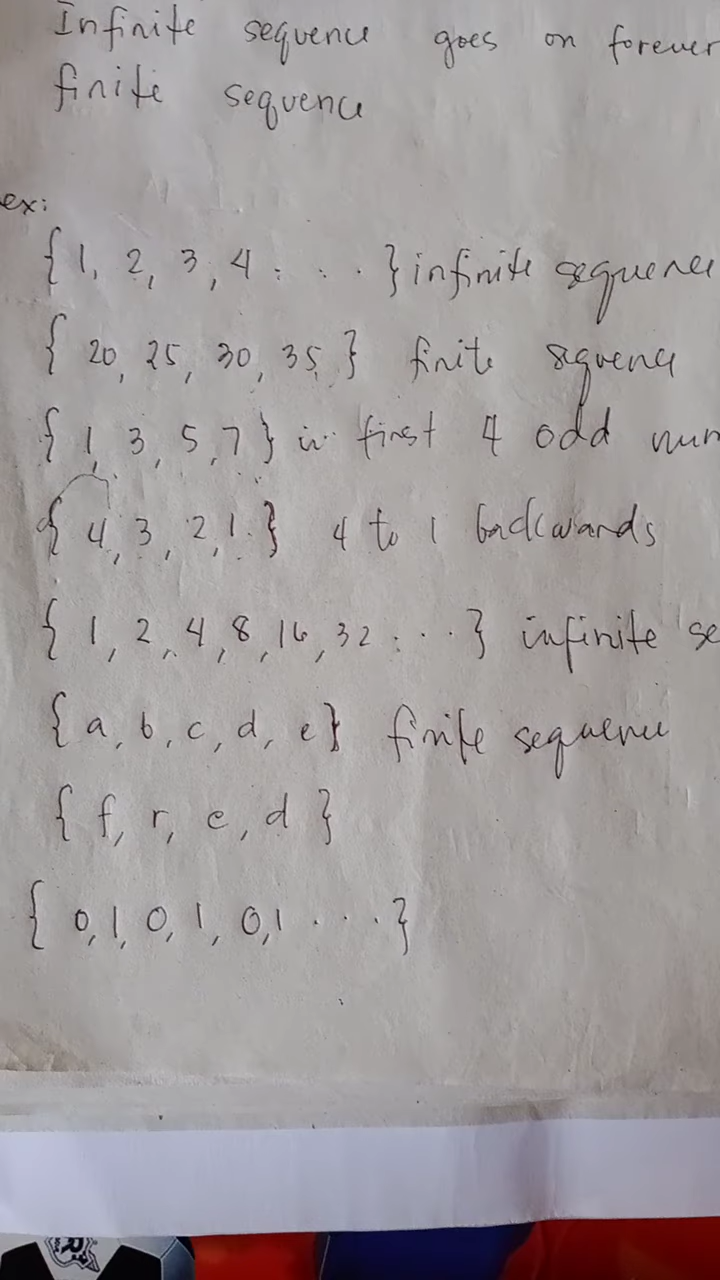 Infinite sequence goes on forever
finite sequence
ex:
{ 1, 2, 3, 4 . . . } infinite sequence
{ 20, 25, 30, 35, } finite sequence
{ 1, 3, 5, 7 } is first 4 odd num
{ 4, 3, 2, 1 } 4 to 1 backwards
{ 1, 2, 4, 8, 16, 32 . . . } infinite se
{ a, b, c, d, e } finite sequence
{ f, r, e, d }
{ 0, 1, 0, 1, 0, 1 . . . }